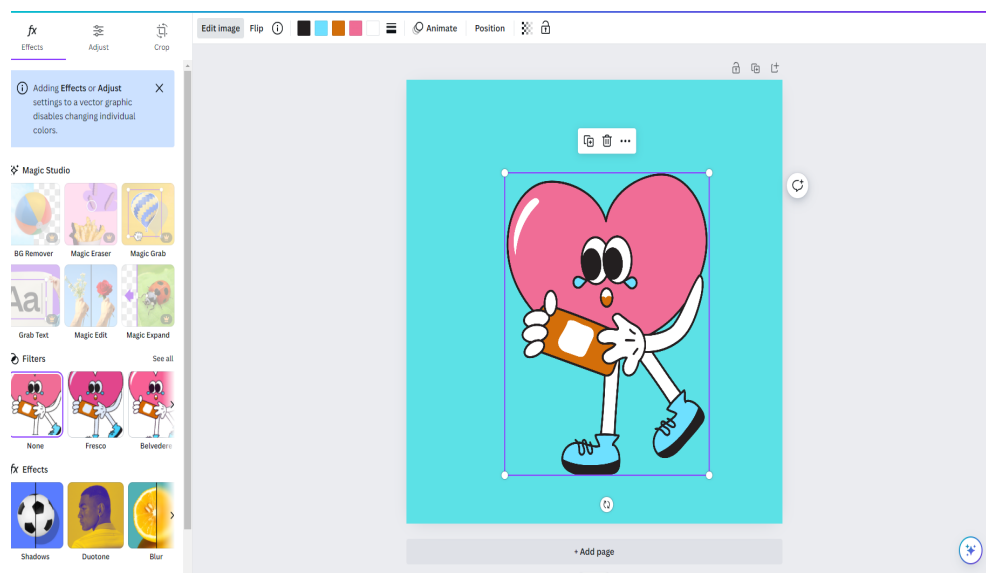 fx
Effects
Adjust
Crop
Edit image
Flip
Animate
Position
Adding Effects or Adjust
settings to a vector graphic
disables changing individual
colors.
Magic Studio
BG Remover
Magic Eraser
Magic Grab
Aa
Grab Text
Magic Edit
Magic Expand
Filters
See all
None
Fresco
Belvedere
fx Effects
Shadows
Duotone
Blur
+ Add page